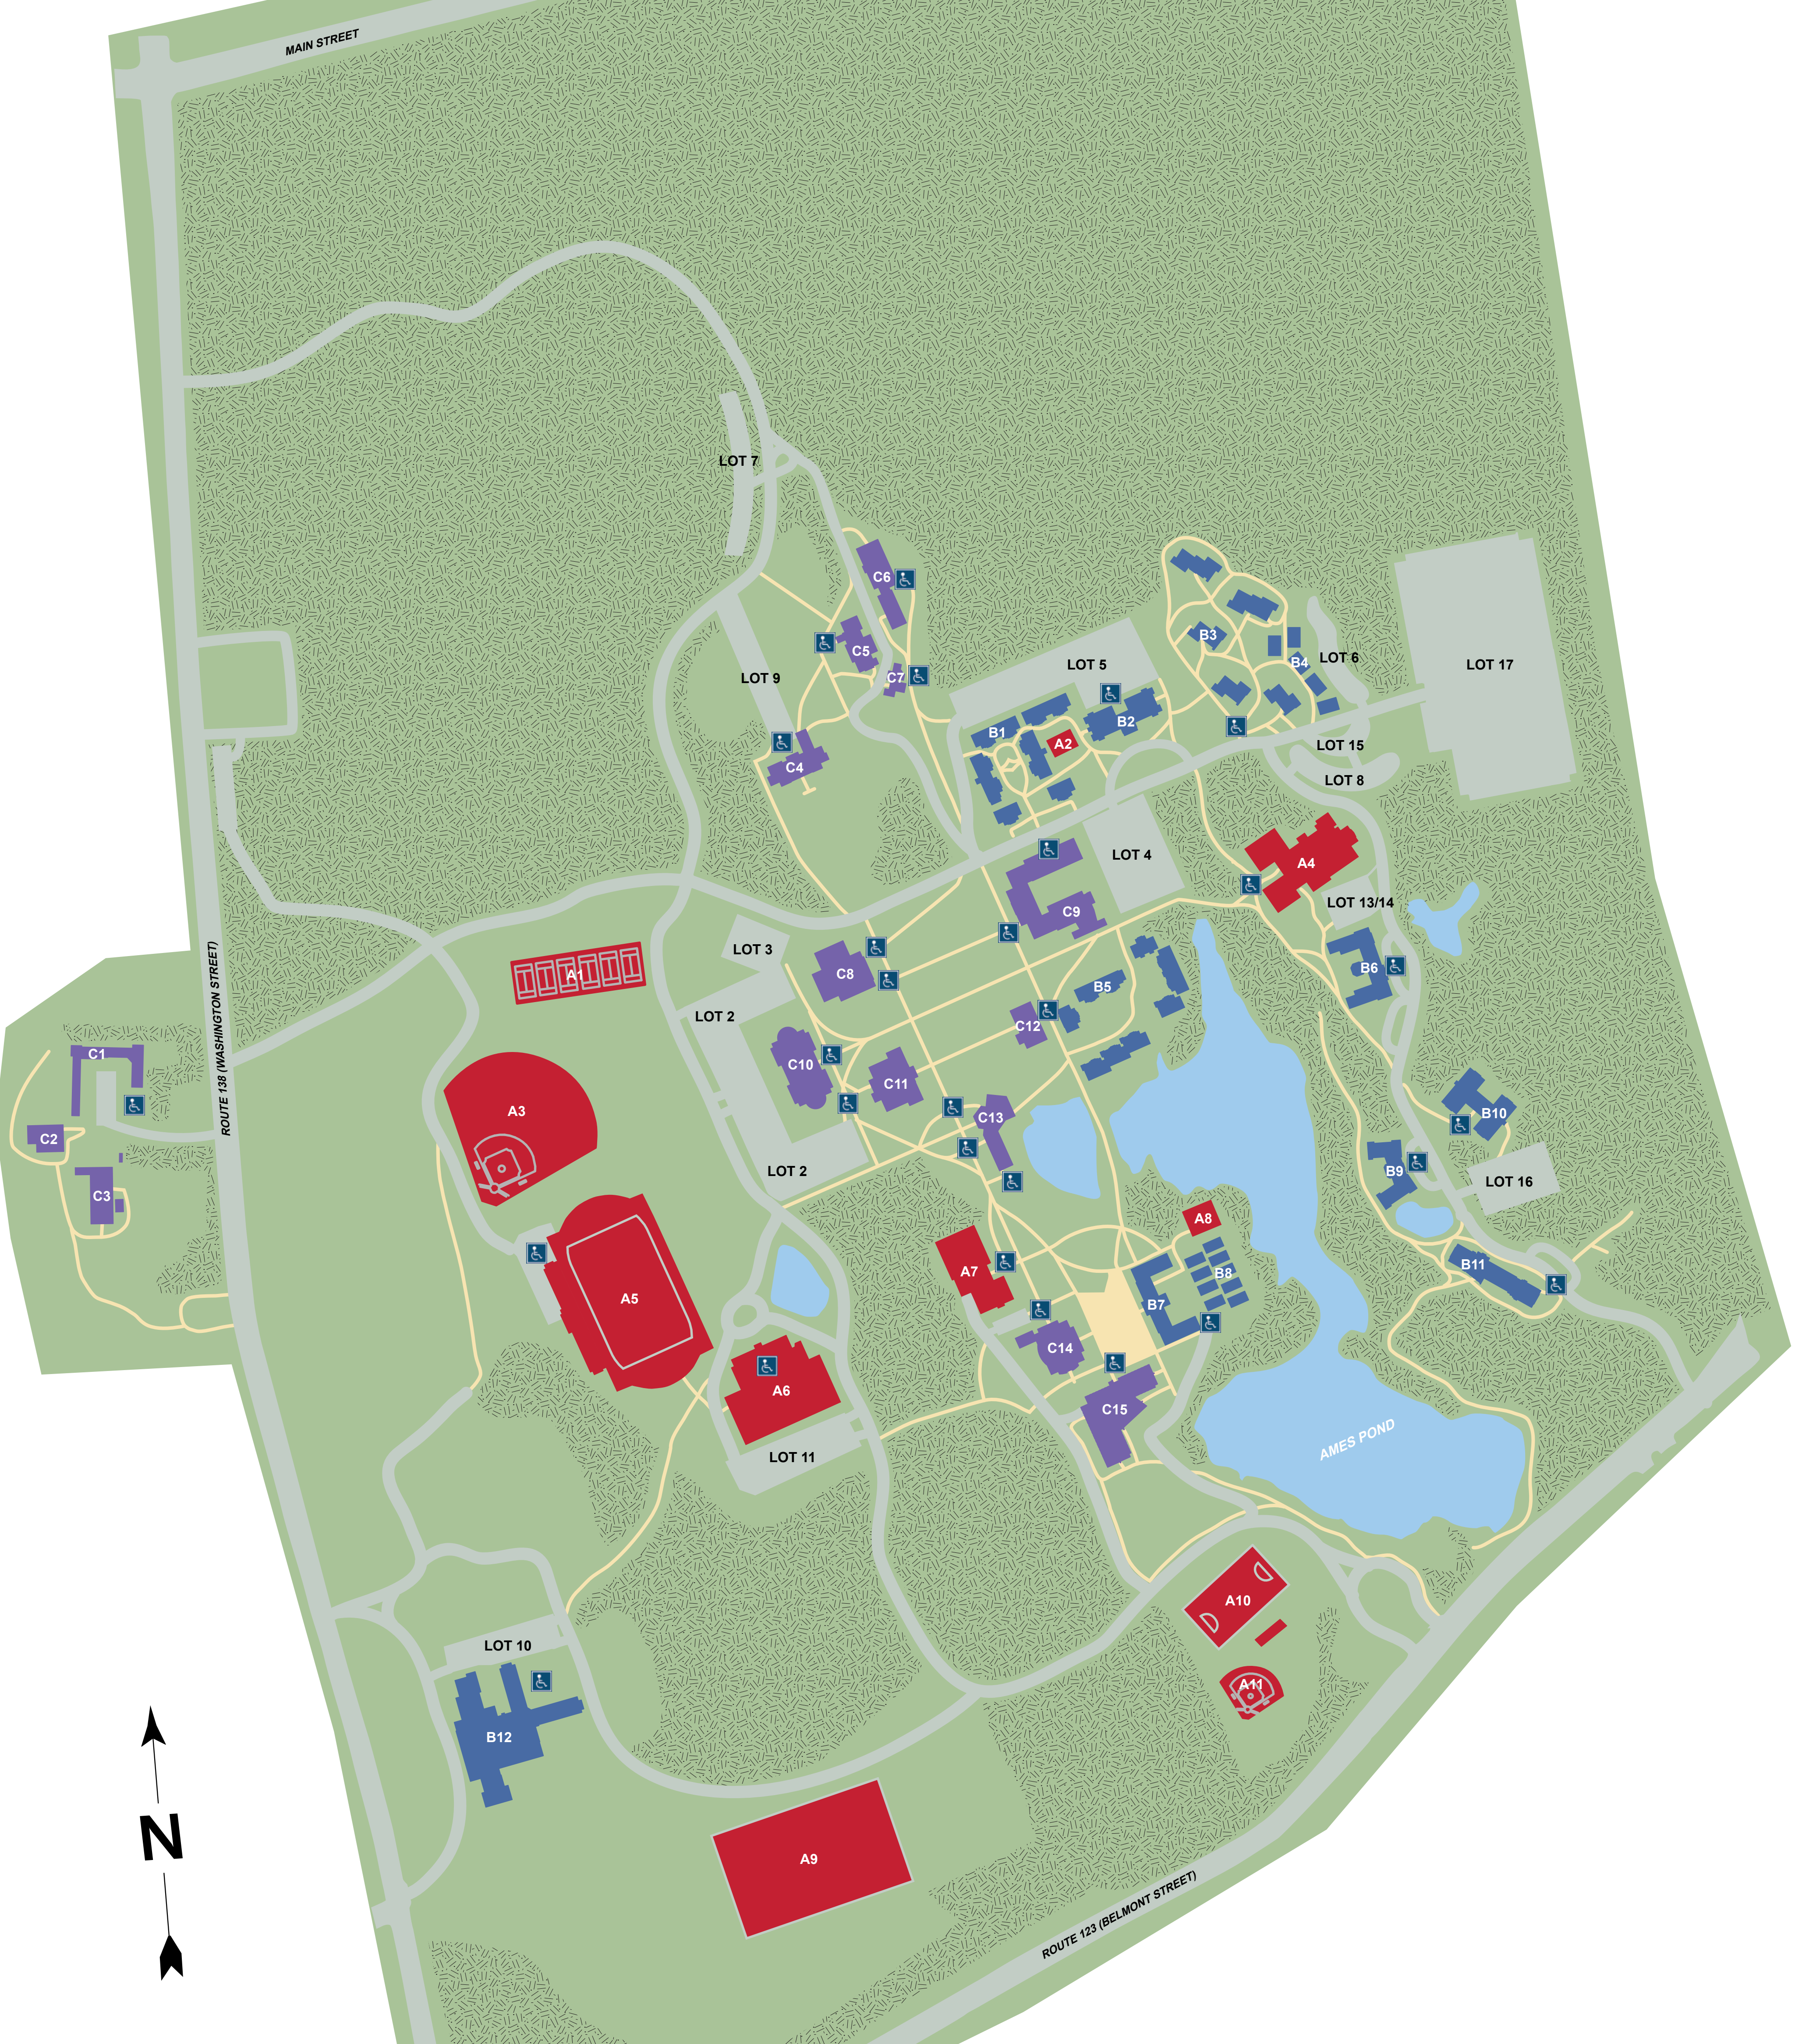 MAIN STREET
LOT 7
C6
C5
C7
LOT 9
LOT 5
B3
B4
LOT 6
LOT 17
B1
A2
B2
C4
LOT 15
LOT 8
LOT 4
A4
C9
LOT 13/14
LOT 3
C8
A1
B6
B5
LOT 2
C12
ROUTE 138 (WASHINGTON STREET)
C1
C10
C11
A3
C13
B10
C2
LOT 2
B9
LOT 16
C3
A8
A7
B8
B11
A5
B7
C14
A6
C15
AMES POND
LOT 11
A10
LOT 10
A11
B12
N
A9
ROUTE 123 (BELMONT STREET)